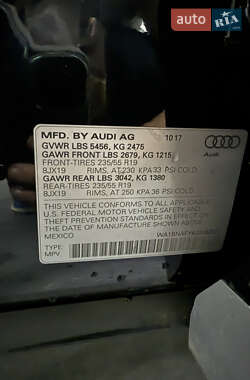 AUTO
RIA
MFD. BY AUDI AG 10 17
GVWR LBS 5456, KG 2475
GAWR FRONT LBS 2679, KG 1215
FRONT-TIRES 235/55 R19
8JX19 RIMS, AT 230 KPA 33 PSI COLD
GAWR REAR LBS 3042, KG 1380
REAR-TIRES 235/55 R19
8JX19 RIMS, AT 250 KPA 36 PSI COLD
Audi
THIS VEHICLE CONFORMS TO ALL APPLICABLE
U.S. FEDERAL MOTOR VEHICLE SAFETY, BUMPER, AND
THEFT PREVENTION STANDARDS IN EFFECT ON THE
DATE OF MANUFACTURE SHOWN ABOVE
MEXICO
TYPE:
MPV